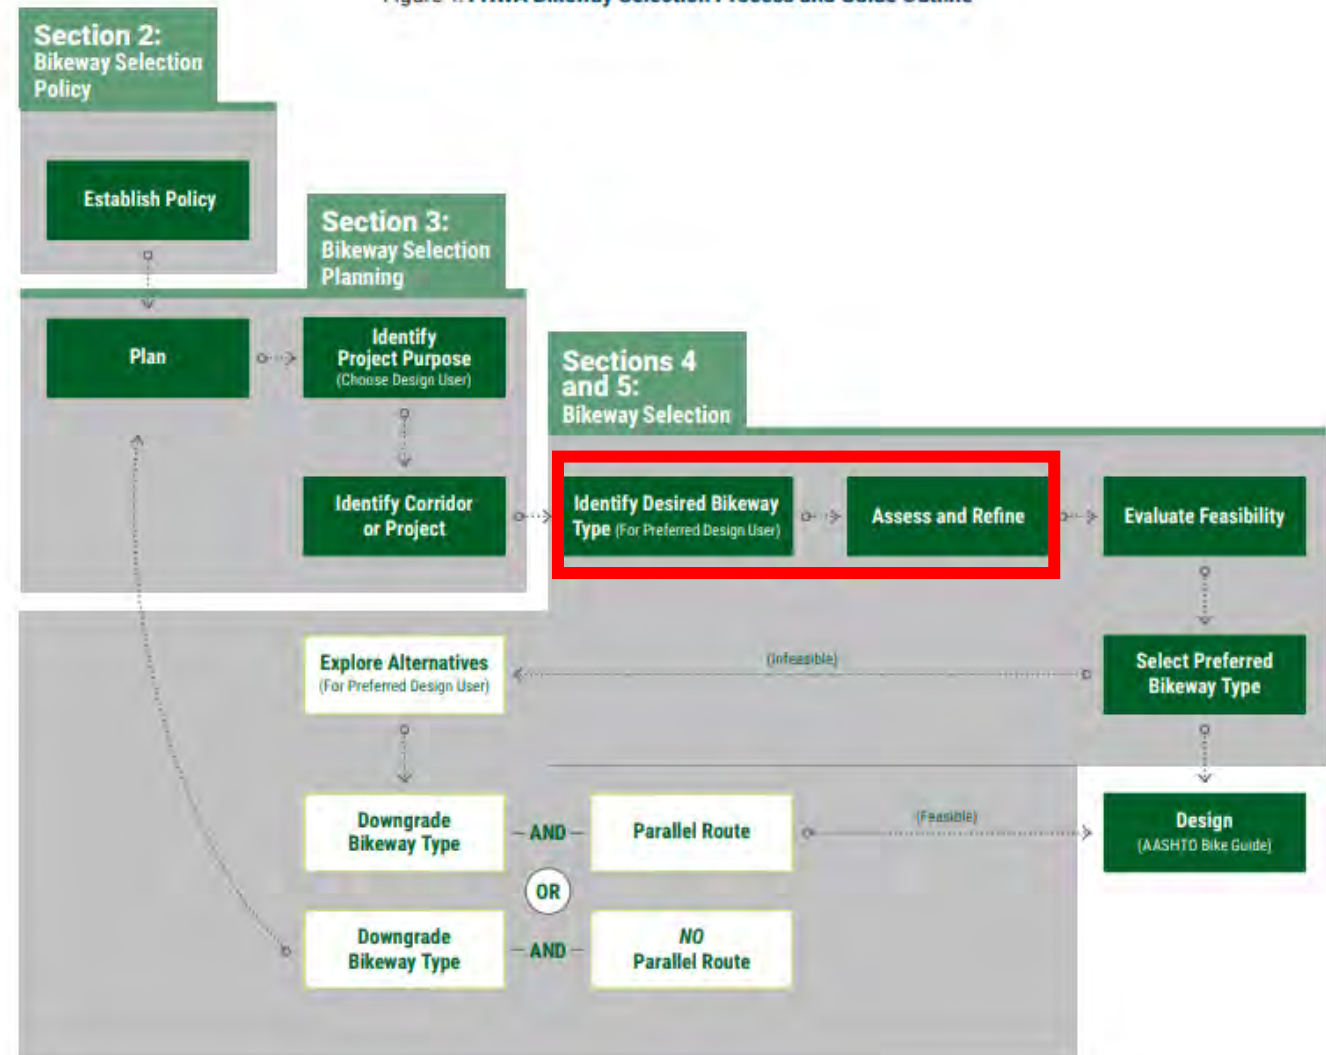 Section 2:
Bikeway Selection
Policy
Establish Policy
Section 3:
Bikeway Selection
Planning
Plan
Identify
Project Purpose
(Choose Design User)
Identify Corridor
or Project
Sections 4
and 5:
Bikeway Selection
Identify Desired Bikeway
Type (For Preferred Design User)
Assess and Refine
Evaluate Feasibility
Explore Alternatives
(For Preferred Design User)
(Infeasible)
Select Preferred
Bikeway Type
Downgrade
Bikeway Type
AND
Parallel Route
(Feasible)
Design
(AASHTO Bike Guide)
OR
Downgrade
Bikeway Type
AND
NO
Parallel Route